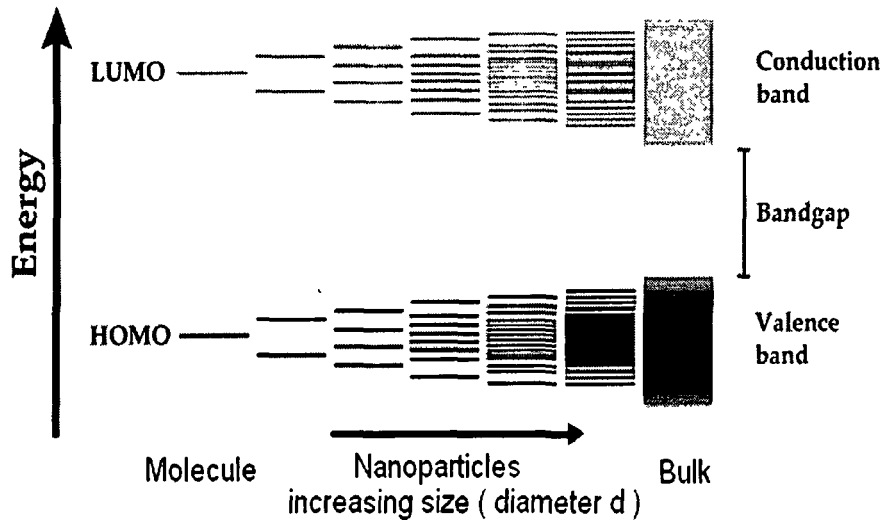 Energy
LUMO
Conduction
band
Bandgap
HOMO
Valence
band
Molecule
Nanoparticles
increasing size ( diameter d )
Bulk